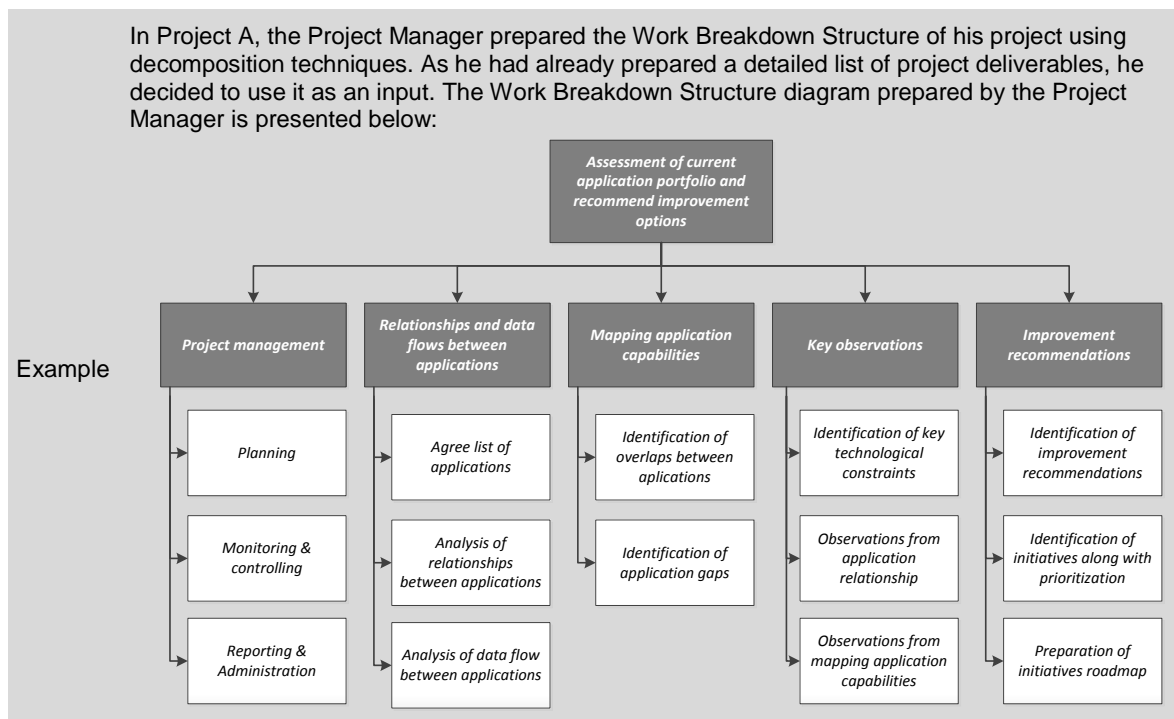 In Project A, the Project Manager prepared the Work Breakdown Structure of his project using
decomposition techniques. As he had already prepared a detailed list of project deliverables, he
decided to use it as an input. The Work Breakdown Structure diagram prepared by the Project
Manager is presented below:
Example
Assessment of current
application portfolio and
recommend improvement
options
Project management
Relationships and data
flows between
applications
Mapping application
capabilities
Key observations
Improvement
recommendations
Planning
Agree list of
applications
Identification of
overlaps between
aplications
Identification of key
technological
constraints
Identification of
improvement
recommendations
Monitoring &
controlling
Analysis of
relationships
between applications
Identification of
application gaps
Observations from
application
relationship
Identification of
initiatives along with
prioritization
Reporting &
Administration
Analysis of data flow
between applications
Observations from
mapping application
capabilities
Preparation of
initiatives roadmap